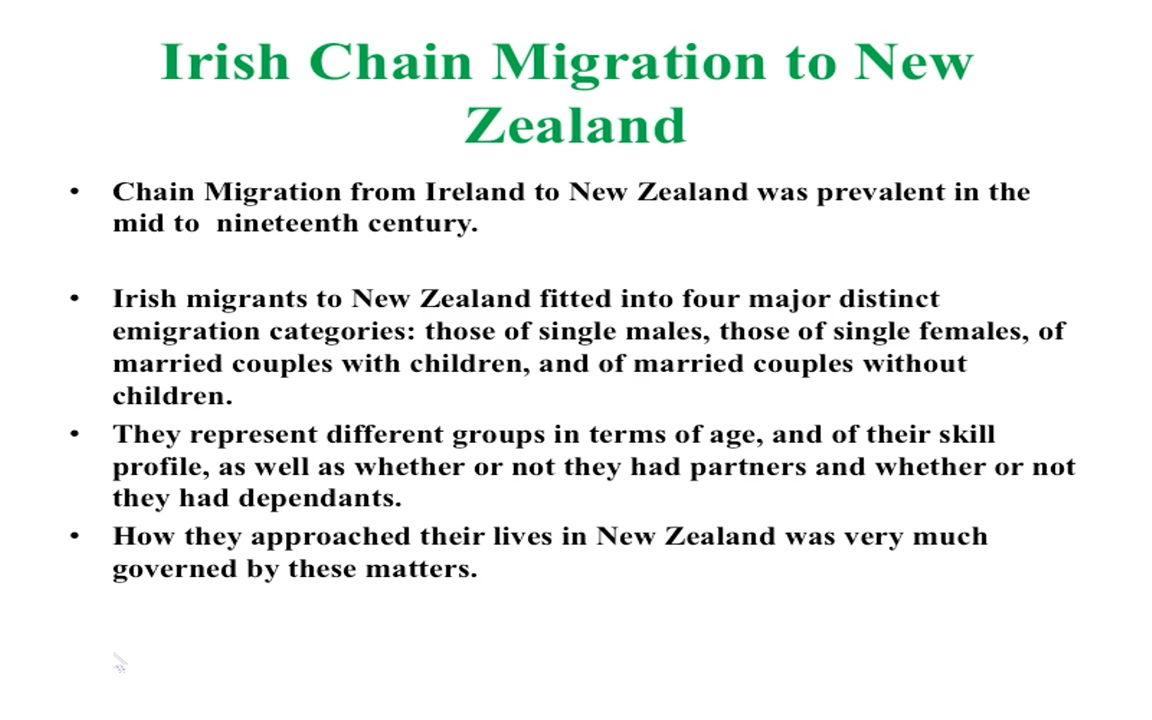 Irish Chain Migration to New
Zealand
• Chain Migration from Ireland to New Zealand was prevalent in the
mid to  nineteenth century.
• Irish migrants to New Zealand fitted into four major distinct
emigration categories: those of single males, those of single females, of
married couples with children, and of married couples without
children.
• They represent different groups in terms of age, and of their skill
profile, as well as whether or not they had partners and whether or not
they had dependants.
• How they approached their lives in New Zealand was very much
governed by these matters.